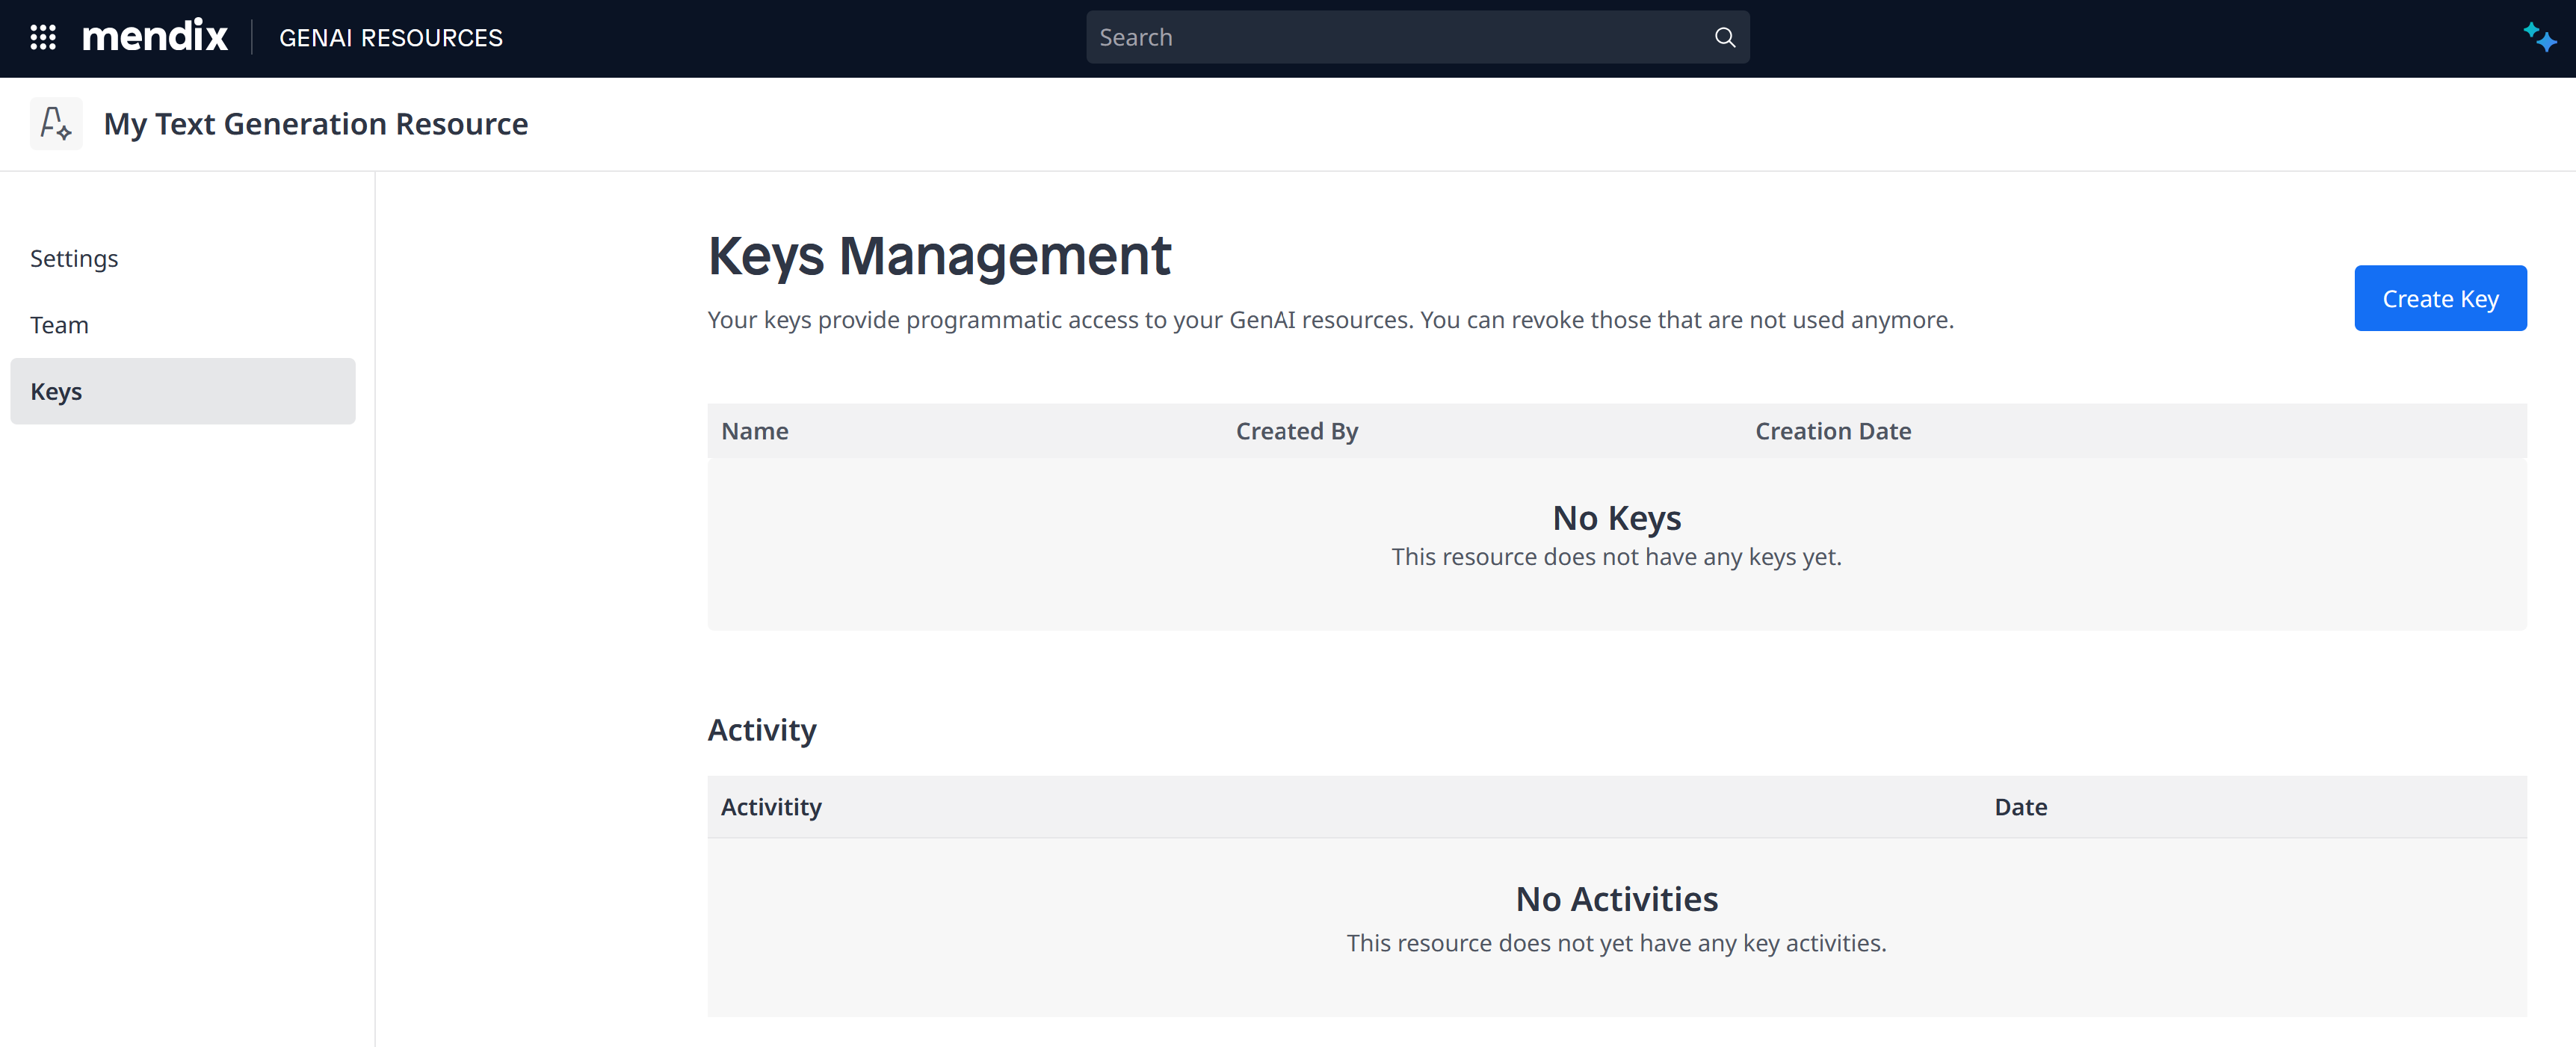 mendix
GENAI RESOURCES
Search
My Text Generation Resource
Settings
Team
Keys
Keys Management
Your keys provide programmatic access to your GenAI resources. You can revoke those that are not used anymore.
Create Key
Name Created By Creation Date
No Keys
This resource does not have any keys yet.
Activity
Activitity Date
No Activities
This resource does not yet have any key activities.